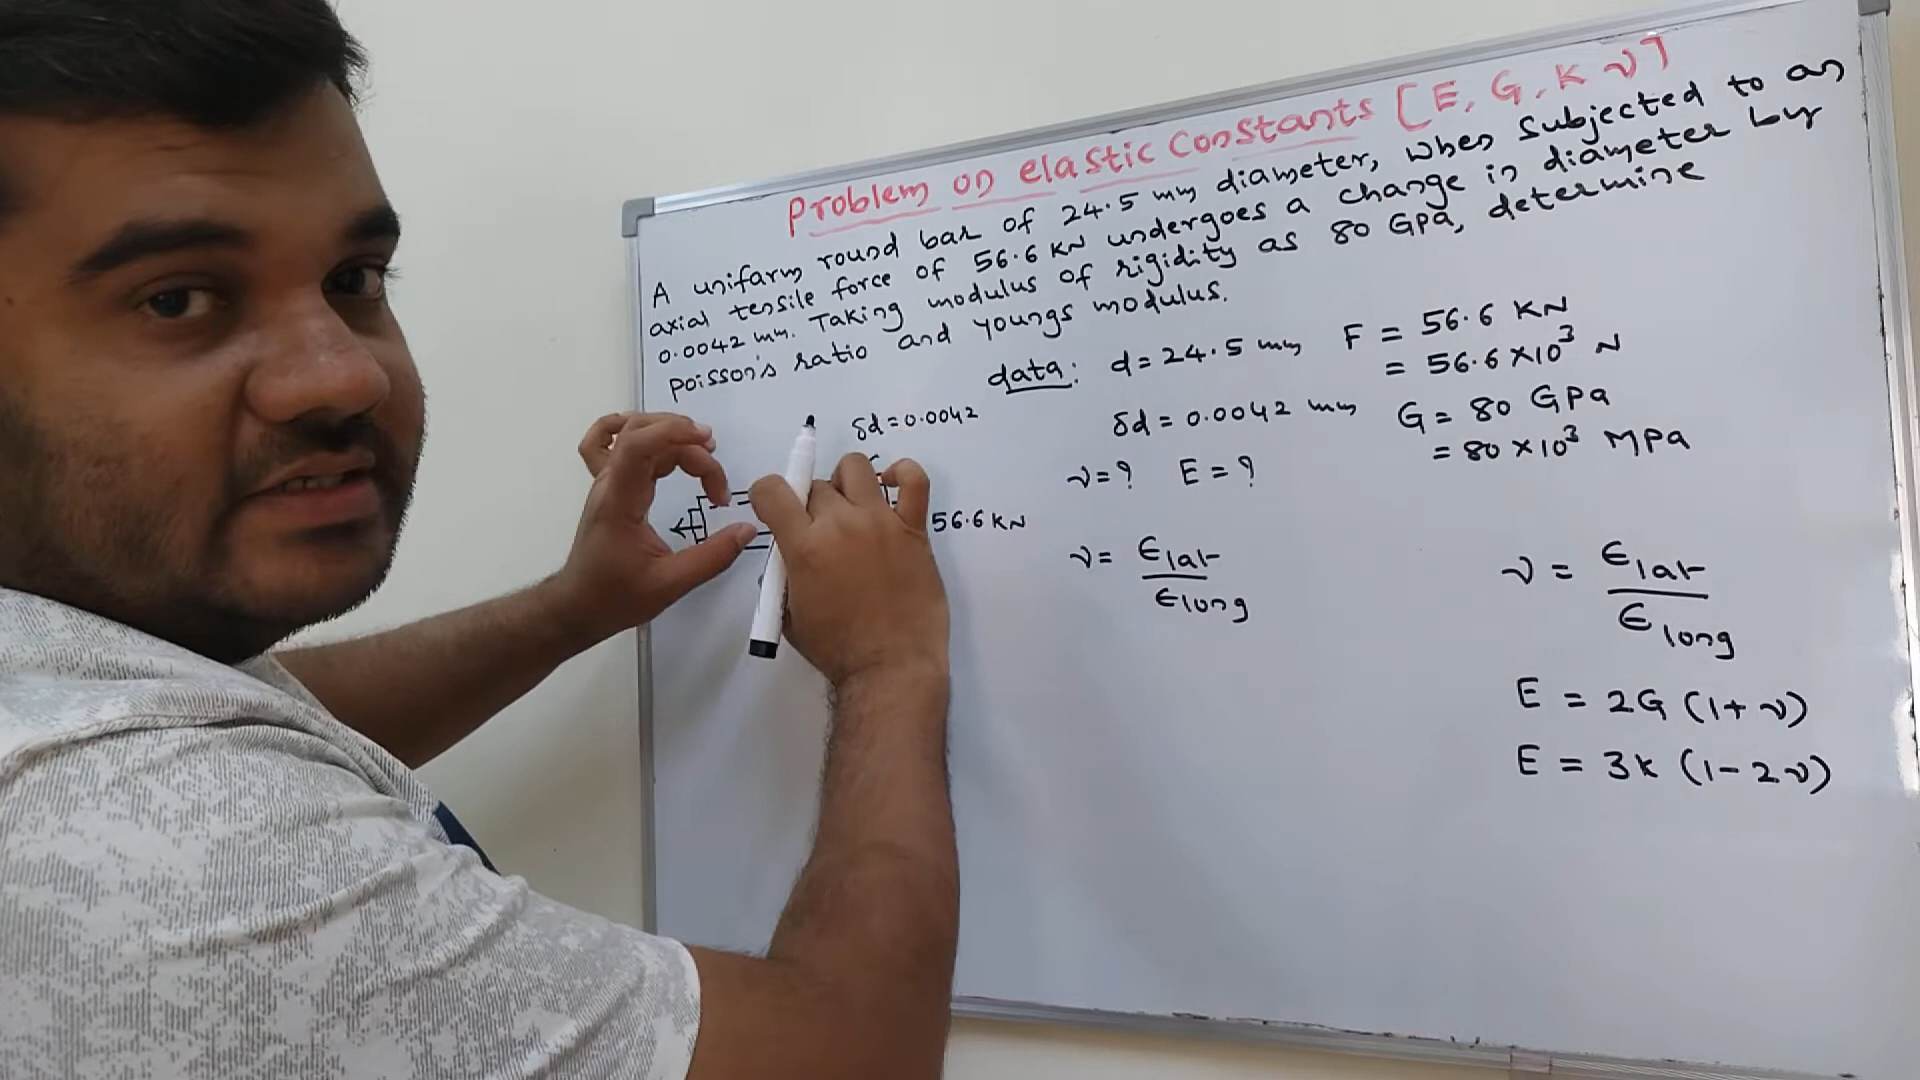 Problem on elastic constants [E, G, K ν]
A unifarm round bar of 24.5 mm diameter, when subjected to an
axial tensile force of 56.6 KN undergoes a change in diameter by
0.0042 mm. Taking modulus of rigidity as 80 GPa, determine
poisson's ratio and youngs modulus.
data: d = 24.5 mm F = 56.6 KN
= 56.6 × 10³ N
δd = 0.0042
δd = 0.0042 mm G = 80 GPa
= 80 × 10³ MPa
ν = ? E = ?
56.6 KN
ν = ϵlat / ϵlong
ν = ϵlat / ϵlong
E = 2G (1 + ν)
E = 3K (1 - 2ν)